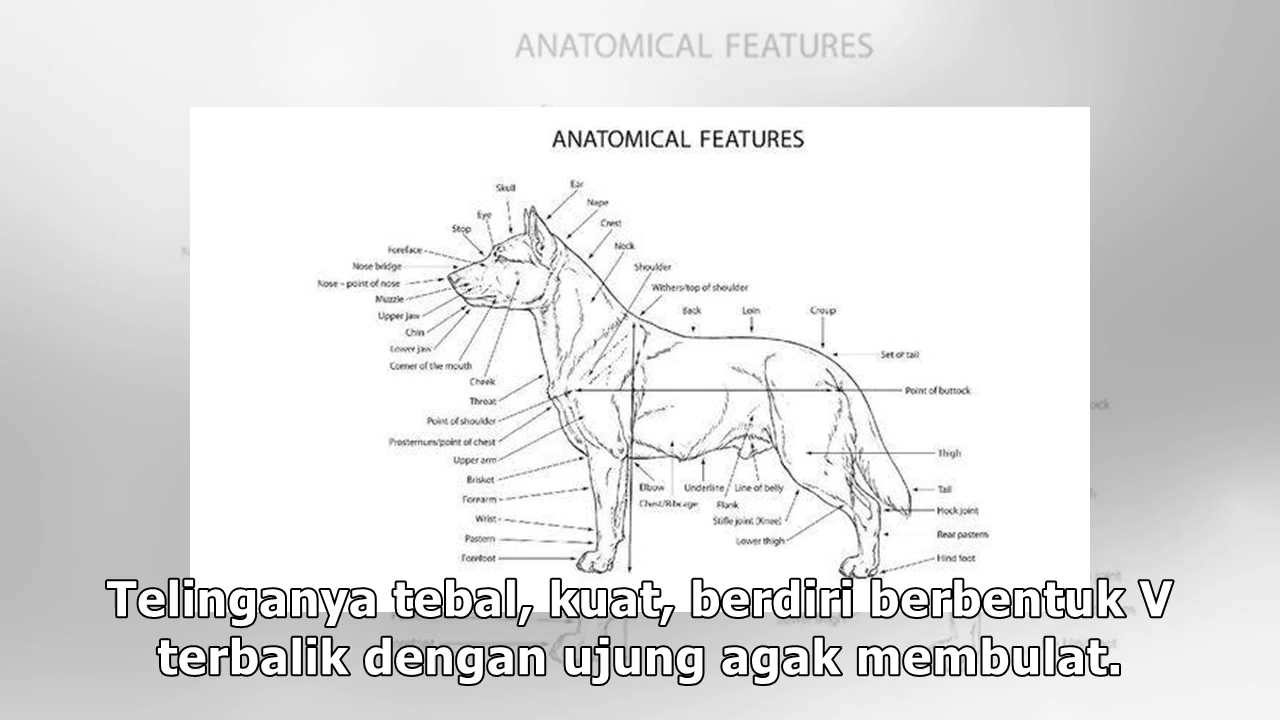 ANATOMICAL FEATURES
ANATOMICAL FEATURES
Ear
Skull
Nape
Eye
Crest
Stop
Neck
Foreface
Nose bridge
Shoulder
Nose – point of nose
Withers/top of shoulder
Muzzle
Back
Loin
Croup
Upper jaw
Chin
Lower jaw
Set of tail
Corner of the mouth
Cheek
Point of buttock
Throat
Point of shoulder
Prosternum/point of chest
Thigh
Upper arm
Brisket
Elbow
Underline
Line of belly
Tail
Forearm
Chest/Ribcage
Flank
Hock joint
Wrist
Stifle joint (Knee)
Pastern
Lower thigh
Rear pastern
Forefoot
Hind foot
Telinganya tebal, kuat, berdiri berbentuk V
terbalik dengan ujung agak membulat.